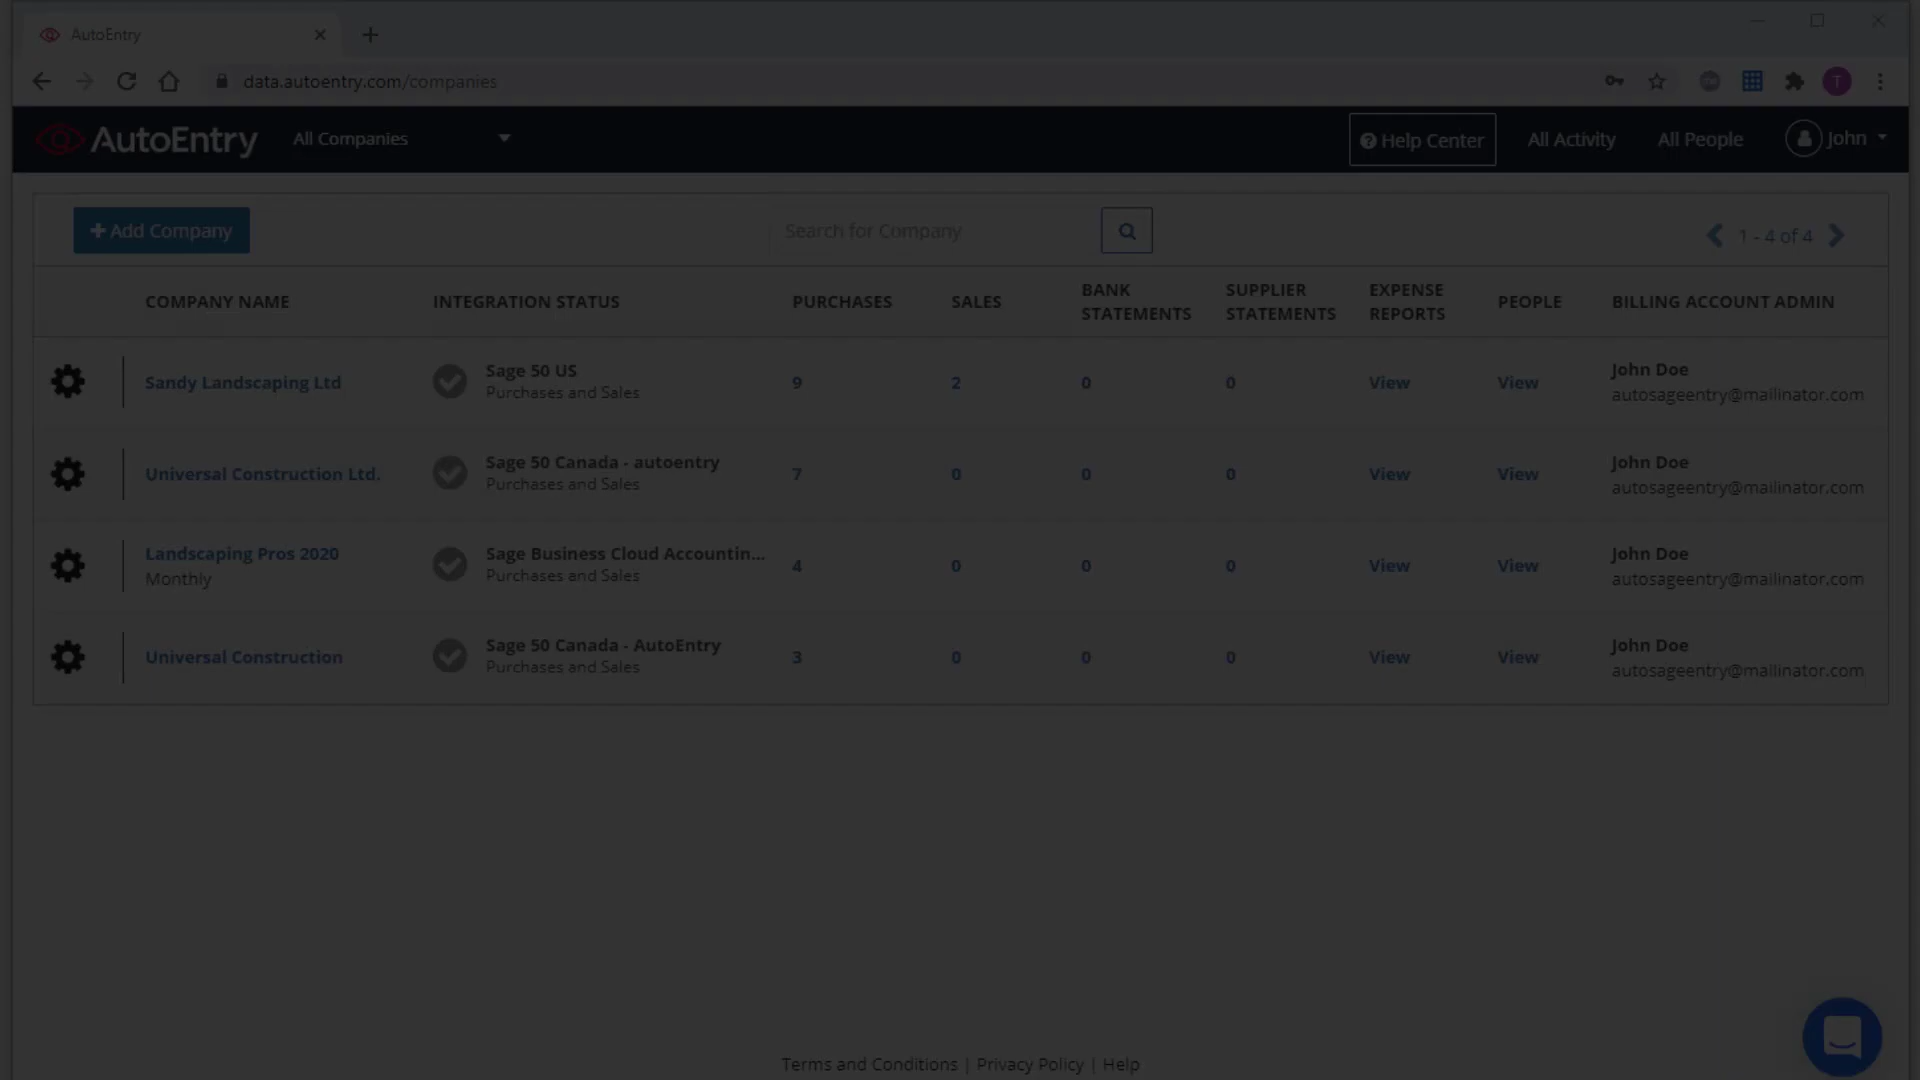 AutoEntry
data.autoentry.com/companies
T
AutoEntry All Companies Help Center All Activity All People John
Add Company Search for Company 1 - 4 of 4
COMPANY NAME INTEGRATION STATUS PURCHASES SALES BANK STATEMENTS SUPPLIER STATEMENTS EXPENSE REPORTS PEOPLE BILLING ACCOUNT ADMIN
Sandy Landscaping Ltd Sage 50 US 9 2 0 0 View View John Doe
Purchases and Sales autosageentry@mailinator.com
Universal Construction Ltd. Sage 50 Canada - autoentry 7 0 0 0 View View John Doe
Purchases and Sales autosageentry@mailinator.com
Landscaping Pros 2020 Sage Business Cloud Accountin... 4 0 0 0 View View John Doe
Monthly Purchases and Sales autosageentry@mailinator.com
Universal Construction Sage 50 Canada - AutoEntry 3 0 0 0 View View John Doe
Purchases and Sales autosageentry@mailinator.com
Terms and Conditions | Privacy Policy | Help